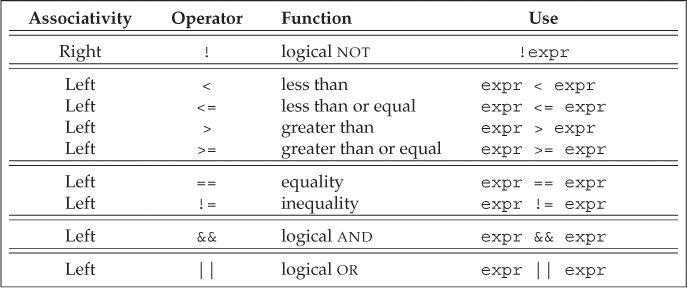 Associativity Operator Function Use
Right ! logical NOT !expr
Left < less than expr < expr
Left <= less than or equal expr <= expr
Left > greater than expr > expr
Left >= greater than or equal expr >= expr
Left == equality expr == expr
Left != inequality expr != expr
Left && logical AND expr && expr
Left || logical OR expr || expr